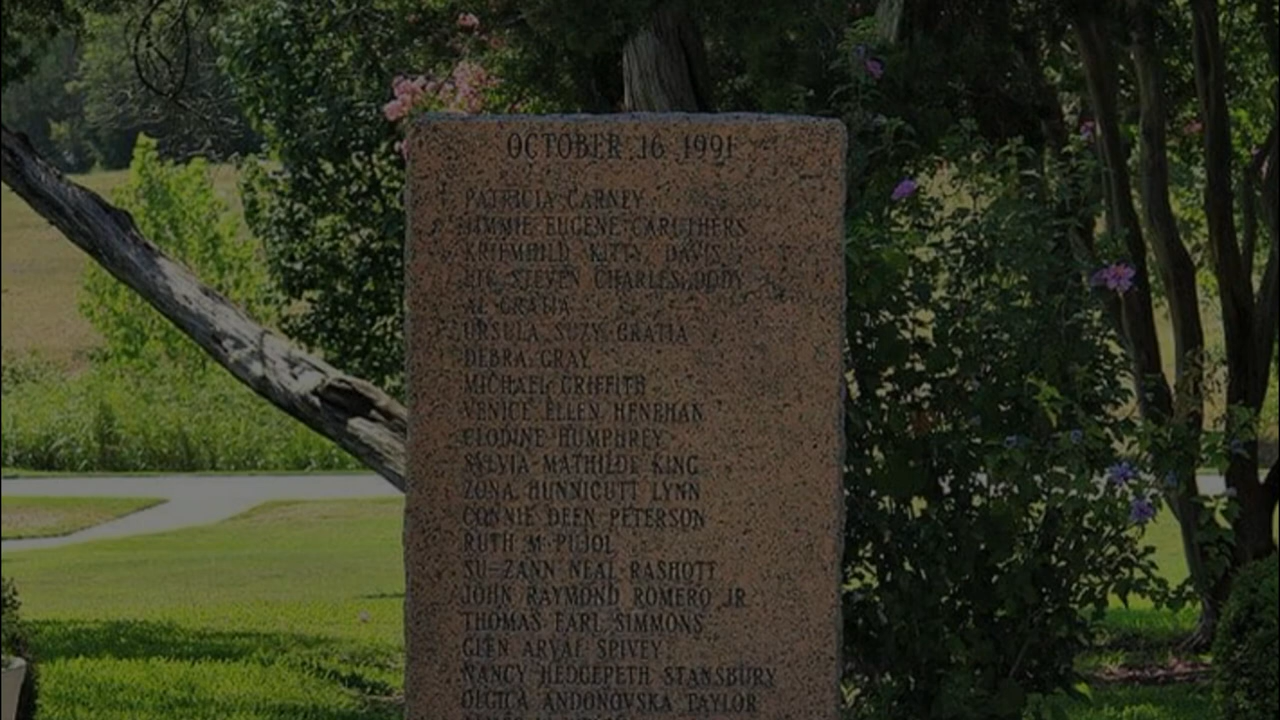 OCTOBER 16 1991
PATRICIA CARNEY
JIMMIE EUGENE CARUTHERS
KRIEMHILD KITTY DAVIS
LTC STEVEN CHARLES DODY
AL GRATIA
URSULA SUZY GRATIA
DEBRA GRAY
MICHAEL GRIFFITH
VENICE ELLEN HENEHAN
CLODINE HUMPHREY
SYLVIA MATHILDE KING
ZONA HUNNICUTT LYNN
CONNIE DEEN PETERSON
RUTH M PUJOL
SU-ZANN NEAL RASHOTT
JOHN RAYMOND ROMERO JR
THOMAS EARL SIMMONS
GLEN ARVAL SPIVEY
NANCY HEDGEPETH STANSBURY
OLGICA ANDONOVSKA TAYLOR